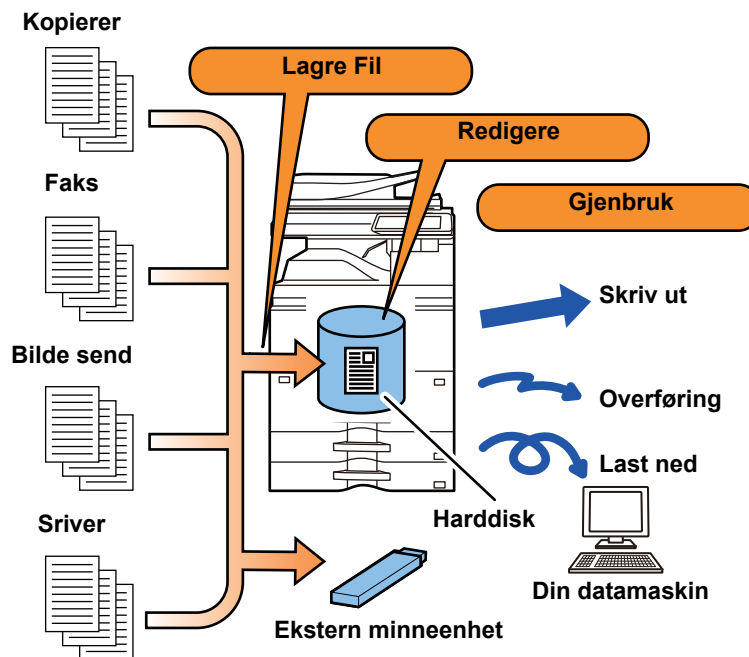 Kopierer
Lagre Fil
Redigere
Faks
Gjenbruk
Skriv ut
Bilde send
Overføring
Last ned
Harddisk
Sriver
Din datamaskin
Ekstern minneenhet